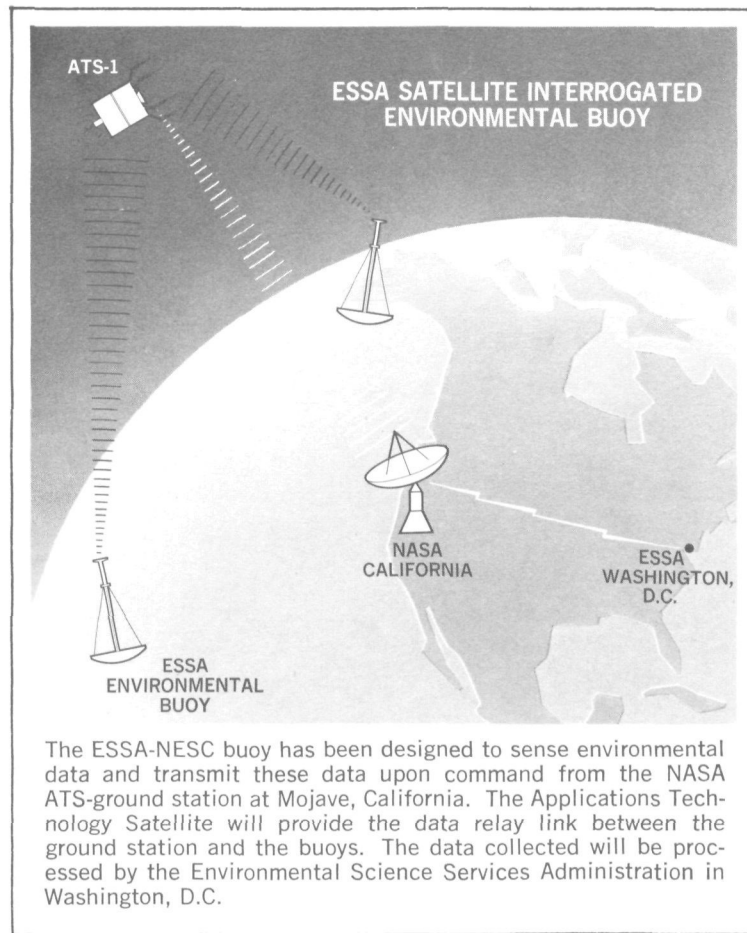 ATS-1
ESSA SATELLITE INTERROGATED
ENVIRONMENTAL BUOY
NASA
CALIFORNIA
ESSA
WASHINGTON,
D.C.
ESSA
ENVIRONMENTAL
BUOY
The ESSA-NESC buoy has been designed to sense environmental
data and transmit these data upon command from the NASA
ATS-ground station at Mojave, California. The Applications Tech-
nology Satellite will provide the data relay link between the
ground station and the buoys. The data collected will be proc-
essed by the Environmental Science Services Administration in
Washington, D.C.